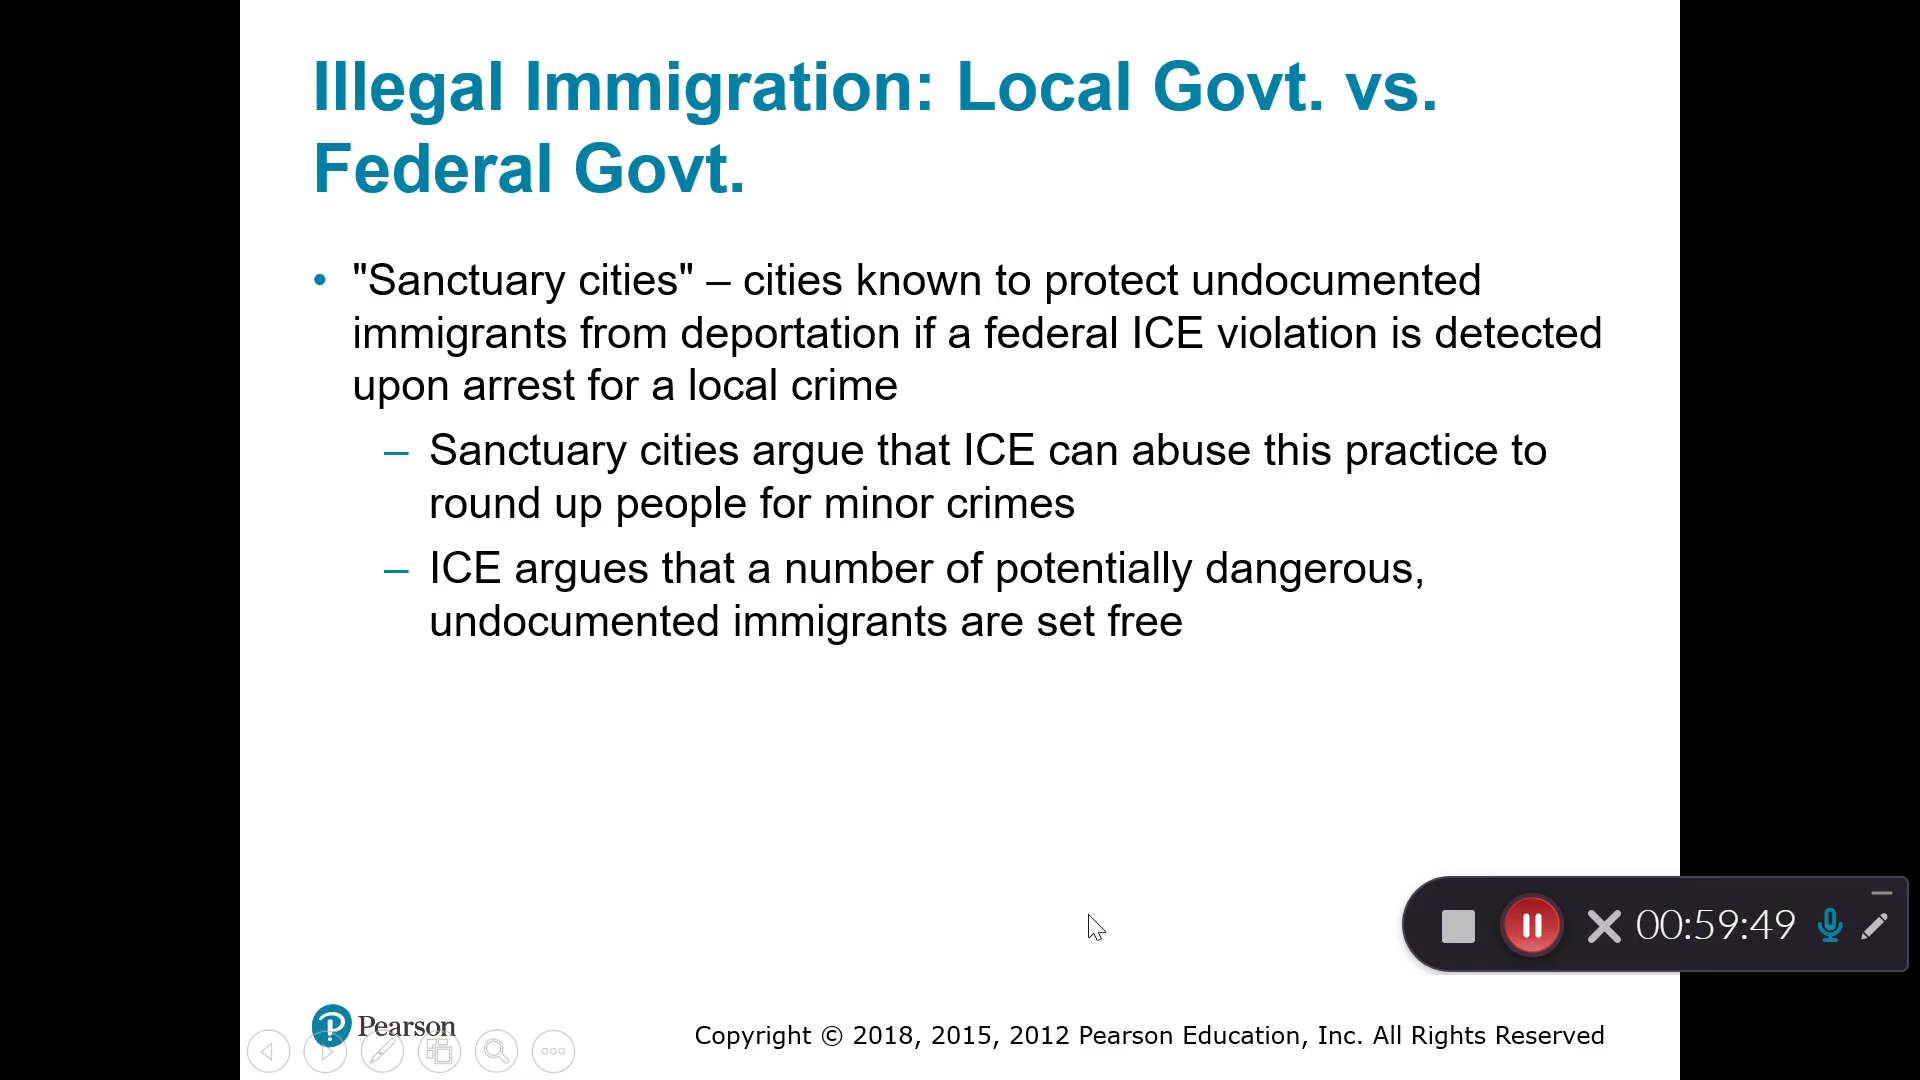 Illegal Immigration: Local Govt. vs.
Federal Govt.
• "Sanctuary cities" – cities known to protect undocumented
immigrants from deportation if a federal ICE violation is detected
upon arrest for a local crime
– Sanctuary cities argue that ICE can abuse this practice to
round up people for minor crimes
– ICE argues that a number of potentially dangerous,
undocumented immigrants are set free
00:59:49
Pearson
Copyright © 2018, 2015, 2012 Pearson Education, Inc. All Rights Reserved